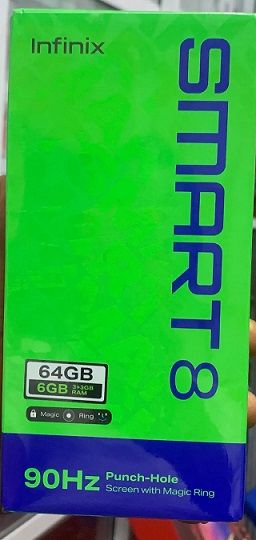 Infinix
SMART 8
64GB
6GB 3+3GB RAM
Magic Ring
90Hz Punch-Hole
Screen with Magic Ring